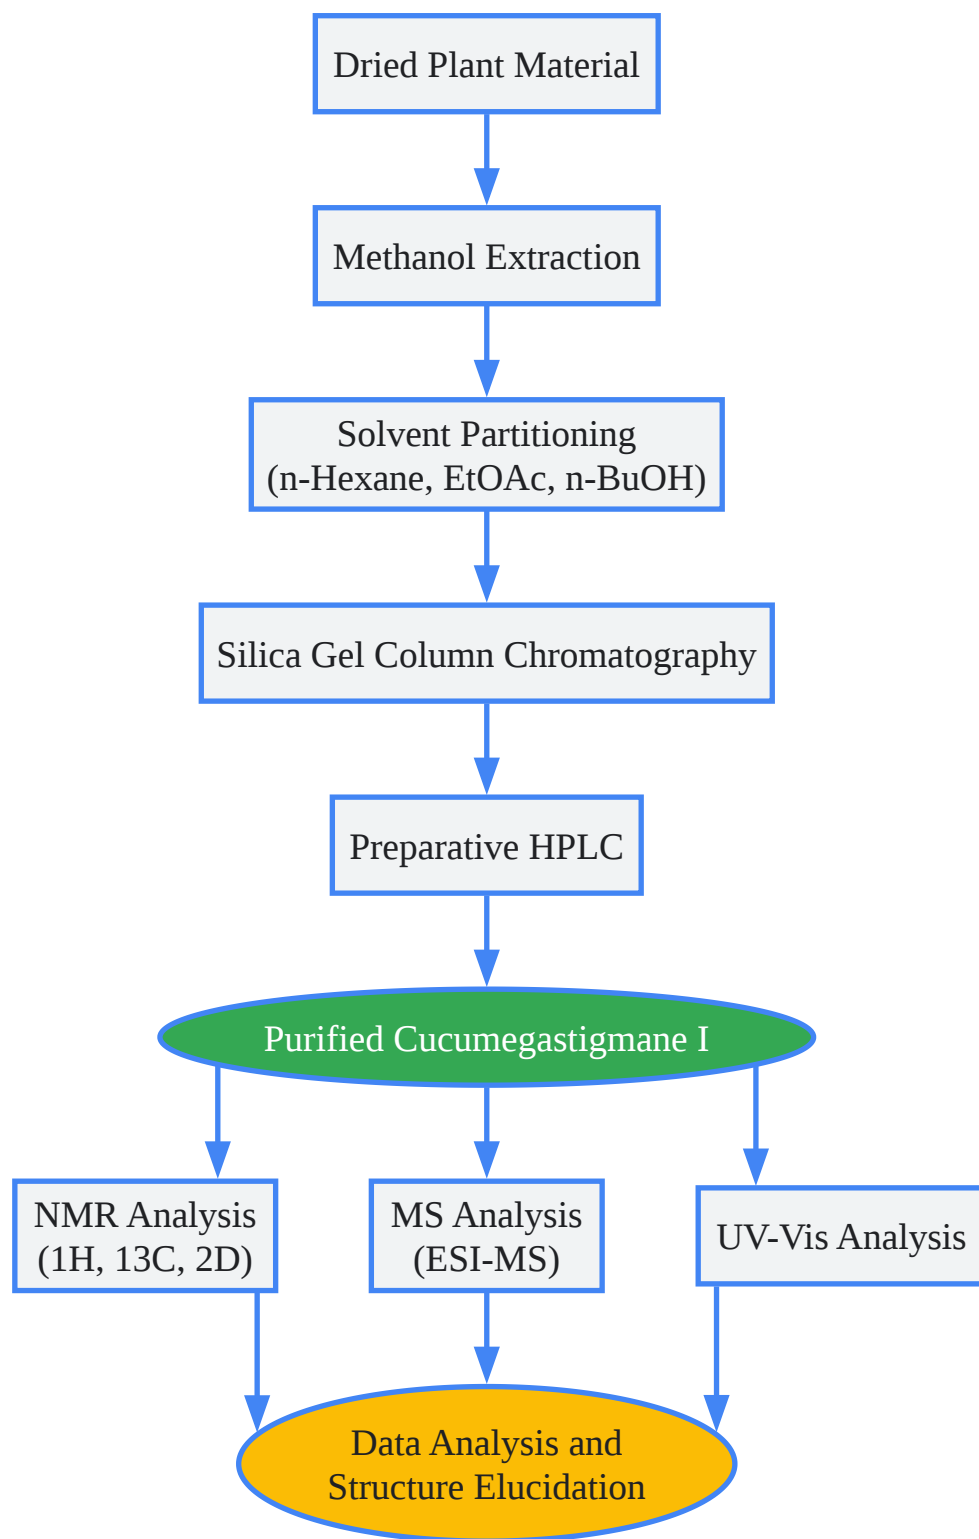 Dried Plant Material
Methanol Extraction
Solvent Partitioning
(n-Hexane, EtOAc, n-BuOH)
Silica Gel Column Chromatography
Preparative HPLC
Purified Cucumegastigmane I
NMR Analysis
(1H, 13C, 2D)
MS Analysis
(ESI-MS)
UV-Vis Analysis
Data Analysis and
Structure Elucidation